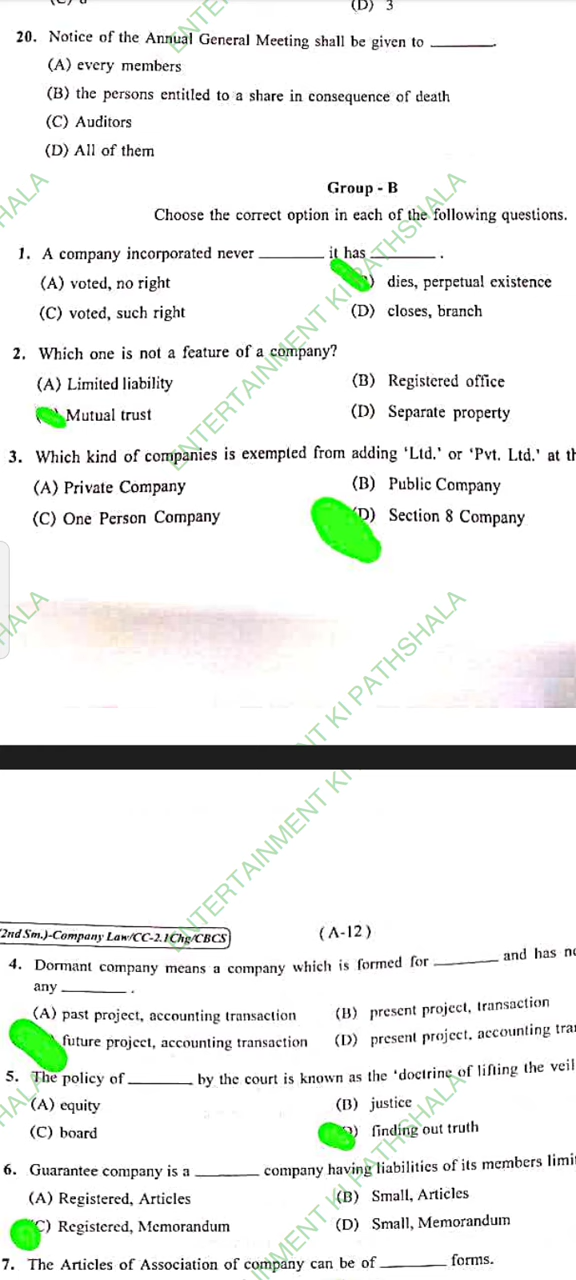 (D) 3
20. Notice of the Annual General Meeting shall be given to ________.
(A) every members
(B) the persons entitled to a share in consequence of death
(C) Auditors
(D) All of them
Group - B
Choose the correct option in each of the following questions.
1. A company incorporated never ________ it has ________ .
(A) voted, no right
) dies, perpetual existence
(C) voted, such right
(D) closes, branch
2. Which one is not a feature of a company?
(A) Limited liability
(B) Registered office
Mutual trust
(D) Separate property
3. Which kind of companies is exempted from adding ‘Ltd.’ or ‘Pvt. Ltd.’ at th
(A) Private Company
(B) Public Company
(C) One Person Company
(D) Section 8 Company
2nd Sm.)-Company Law/CC-2.1Chg/CBCS
(A-12)
4. Dormant company means a company which is formed for ________ and has no
any ________ .
(A) past project, accounting transaction
(B) present project, transaction
future project, accounting transaction
(D) present project, accounting tra
5. The policy of ________ by the court is known as the ‘doctrine of lifting the veil
(A) equity
(B) justice
(C) board
) finding out truth
6. Guarantee company is a ________ company having liabilities of its members limi
(A) Registered, Articles
(B) Small, Articles
C) Registered, Memorandum
(D) Small, Memorandum
7. The Articles of Association of company can be of ________ forms.
ENTERTAINMENT KI PATHSHALA